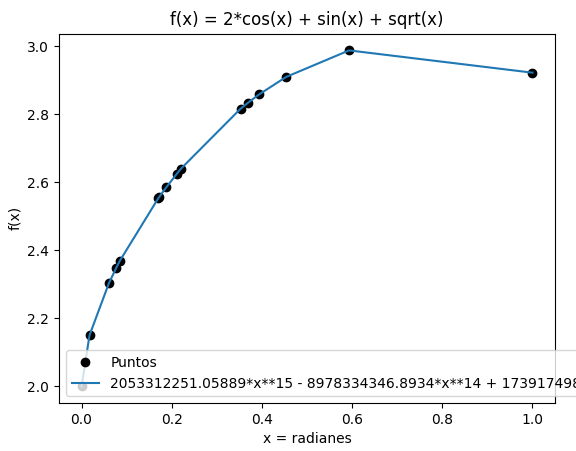 f(x) = 2*cos(x) + sin(x) + sqrt(x)
3.0
2.8
2.6
2.4
2.2
2.0
f(x)
Puntos
2053312251.05889*x**15 - 8978334346.8934*x**14 + 173917498
0.0 0.2 0.4 0.6 0.8 1.0
x = radianes